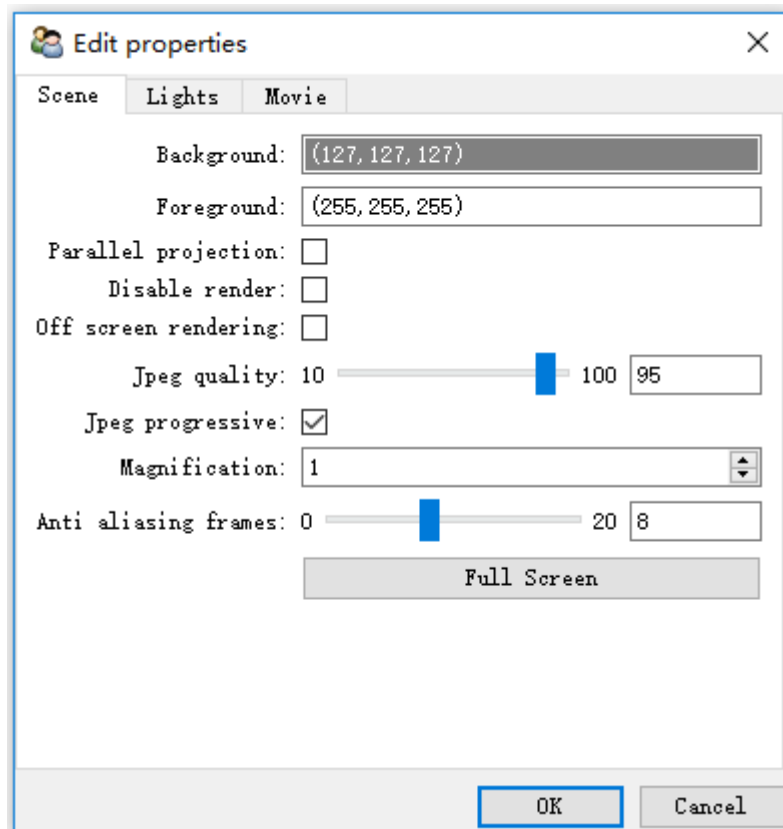 Edit properties
Scene Lights Movie
Background: (127, 127, 127)
Foreground: (255, 255, 255)
Parallel projection:
Disable render:
Off screen rendering:
Jpeg quality: 10 100 95
Jpeg progressive:
Magnification: 1
Anti aliasing frames: 0 20 8
Full Screen
OK Cancel